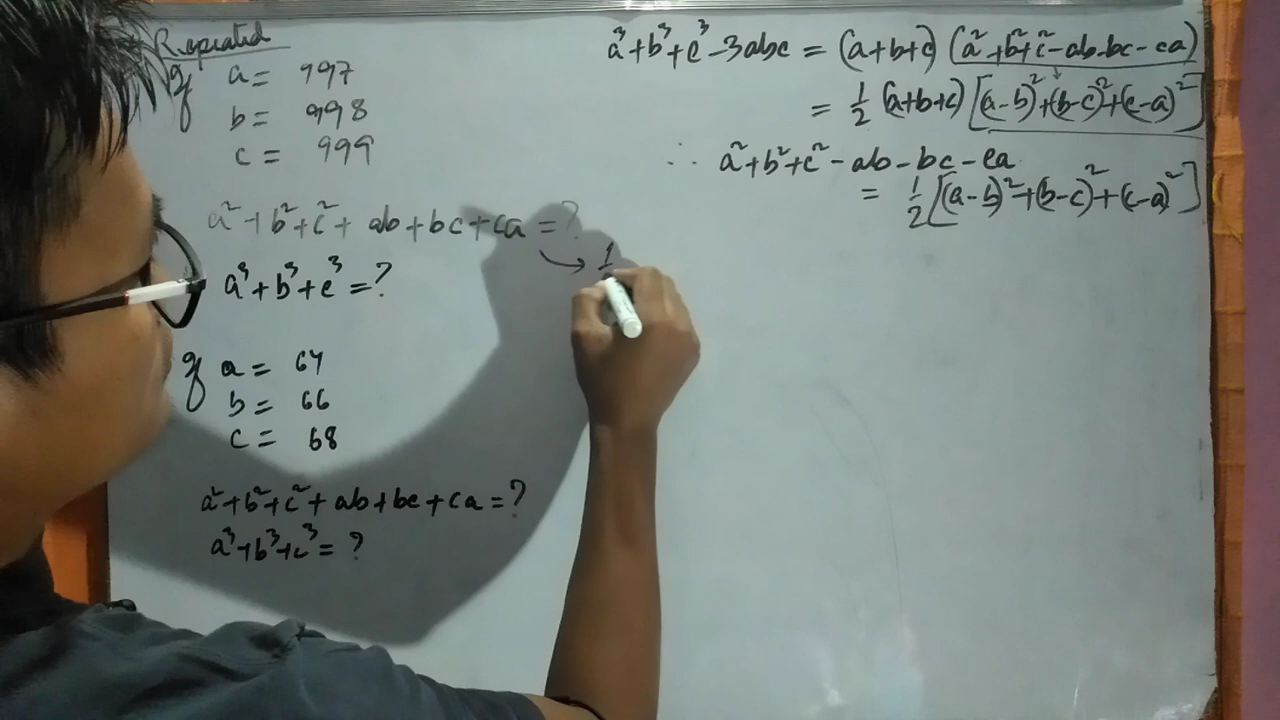 Repeated
If a = 997
b = 998
c = 999
a² + b² + c² + ab + bc + ca = ?
→ 1
a³ + b³ + c³ = ?
If a = 64
b = 66
c = 68
a² + b² + c² + ab + bc + ca = ?
a³ + b³ + c³ = ?
a³ + b³ + c³ - 3abc = (a+b+c) (a² + b² + c² - ab - bc - ca)
= 1/2 (a+b+c) [(a-b)² + (b-c)² + (c-a)²]
∴ a² + b² + c² - ab - bc - ca
= 1/2 [(a-b)² + (b-c)² + (c-a)²]